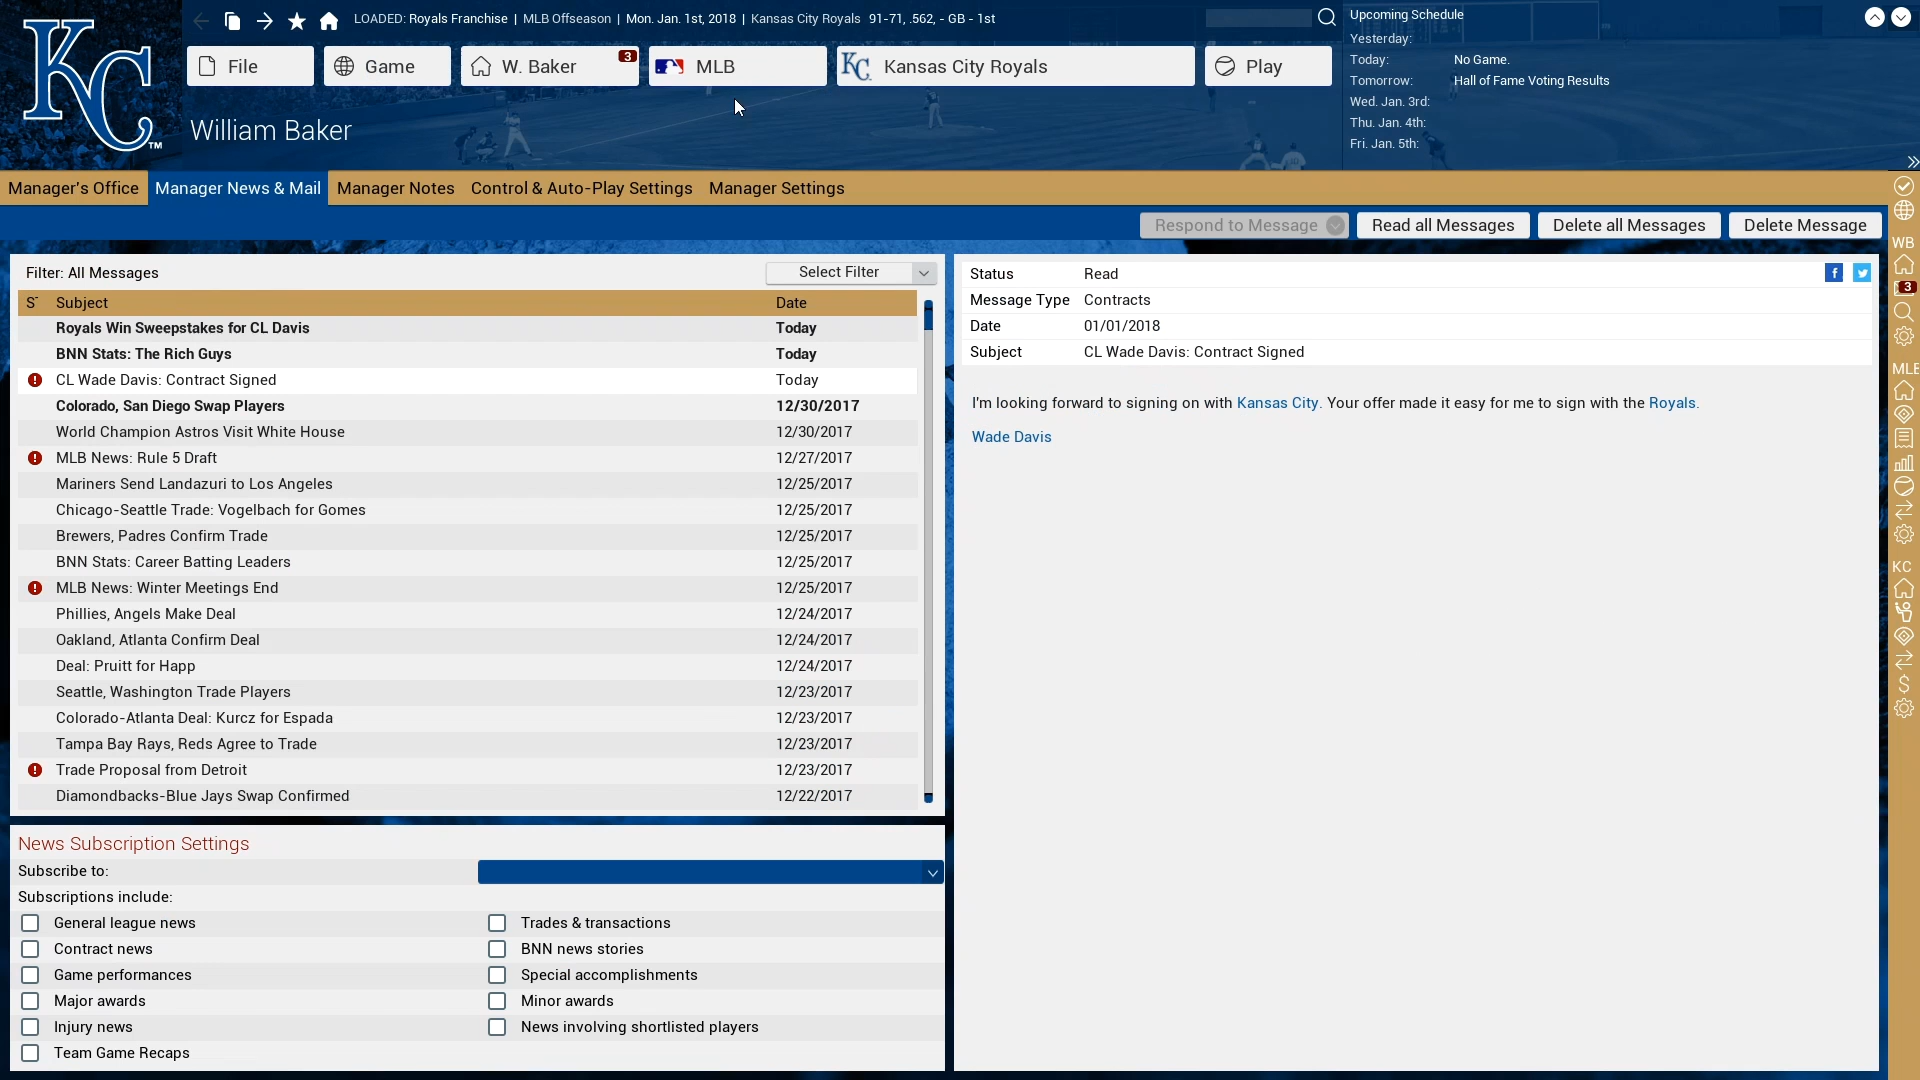 LOADED: Royals Franchise | MLB Offseason | Mon. Jan. 1st, 2018 | Kansas City Royals 91-71, .562, - GB - 1st
File
Game
W. Baker
3
MLB
Kansas City Royals
Play
KC
TM
William Baker
Upcoming Schedule
Yesterday:
Today: No Game.
Tomorrow: Hall of Fame Voting Results
Wed. Jan. 3rd:
Thu. Jan. 4th:
Fri. Jan. 5th:
Manager's Office Manager News & Mail Manager Notes Control & Auto-Play Settings Manager Settings
Respond to Message Read all Messages Delete all Messages Delete Message
Filter: All Messages Select Filter
Subject Date
Royals Win Sweepstakes for CL Davis Today
BNN Stats: The Rich Guys Today
CL Wade Davis: Contract Signed Today
Colorado, San Diego Swap Players 12/30/2017
World Champion Astros Visit White House 12/30/2017
MLB News: Rule 5 Draft 12/27/2017
Mariners Send Landazuri to Los Angeles 12/25/2017
Chicago-Seattle Trade: Vogelbach for Gomes 12/25/2017
Brewers, Padres Confirm Trade 12/25/2017
BNN Stats: Career Batting Leaders 12/25/2017
MLB News: Winter Meetings End 12/25/2017
Phillies, Angels Make Deal 12/24/2017
Oakland, Atlanta Confirm Deal 12/24/2017
Deal: Pruitt for Happ 12/24/2017
Seattle, Washington Trade Players 12/23/2017
Colorado-Atlanta Deal: Kurcz for Espada 12/23/2017
Tampa Bay Rays, Reds Agree to Trade 12/23/2017
Trade Proposal from Detroit 12/23/2017
Diamondbacks-Blue Jays Swap Confirmed 12/22/2017
News Subscription Settings
Subscribe to:
Subscriptions include:
General league news Trades & transactions
Contract news BNN news stories
Game performances Special accomplishments
Major awards Minor awards
Injury news News involving shortlisted players
Team Game Recaps
Status Read
Message Type Contracts
Date 01/01/2018
Subject CL Wade Davis: Contract Signed
I'm looking forward to signing on with Kansas City. Your offer made it easy for me to sign with the Royals.
Wade Davis
WB
3
KC